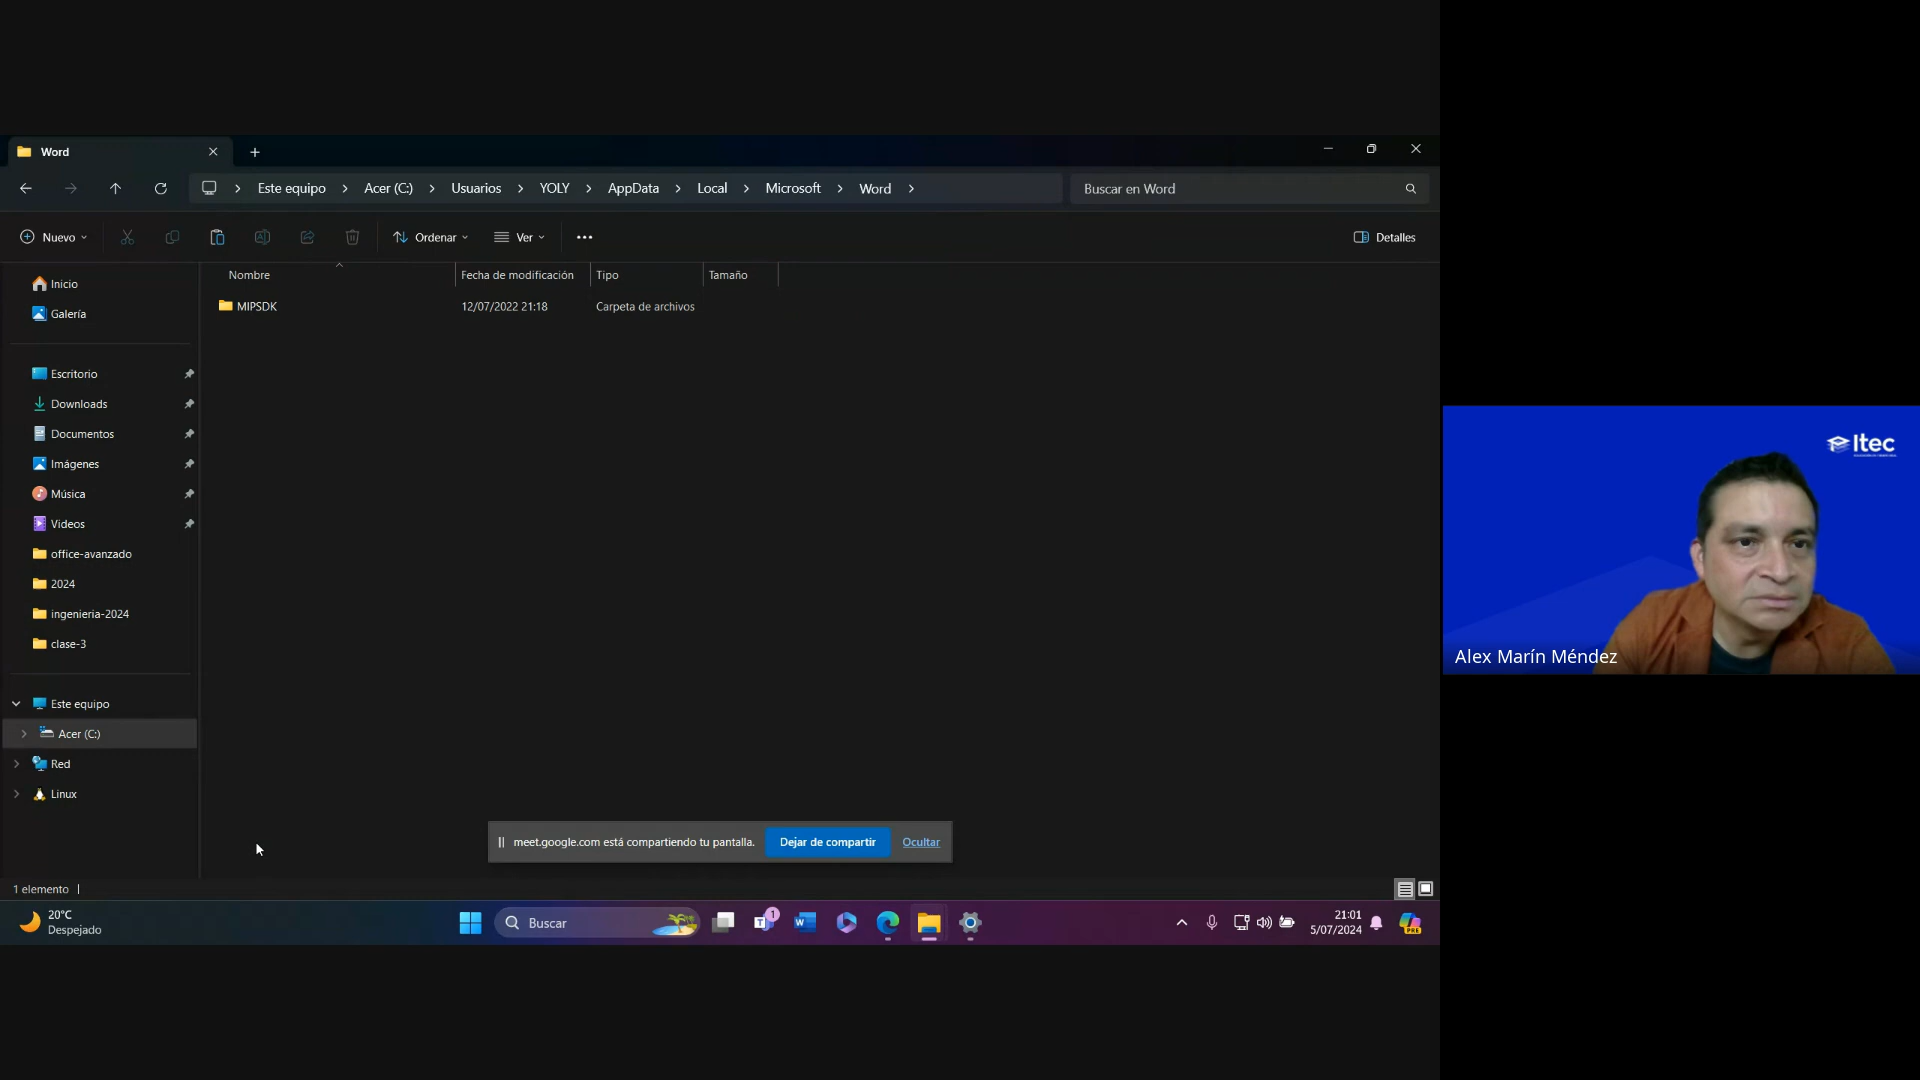 Word
Este equipo > Acer (C:) > Usuarios > YOLY > AppData > Local > Microsoft > Word >
Buscar en Word
Nuevo
Ordenar
Ver
Detalles
Inicio
Galería
Escritorio
Downloads
Documentos
Imágenes
Música
Videos
office-avanzado
2024
ingenieria-2024
clase-3
Este equipo
Acer (C:)
Red
Linux
Nombre Fecha de modificación Tipo Tamaño
MIPSDK 12/07/2022 21:18 Carpeta de archivos
meet.google.com está compartiendo tu pantalla. Dejar de compartir Ocultar
1 elemento
20°C
Despejado
Buscar
1
21:01
5/07/2024
PRE
Itec
Alex Marín Méndez